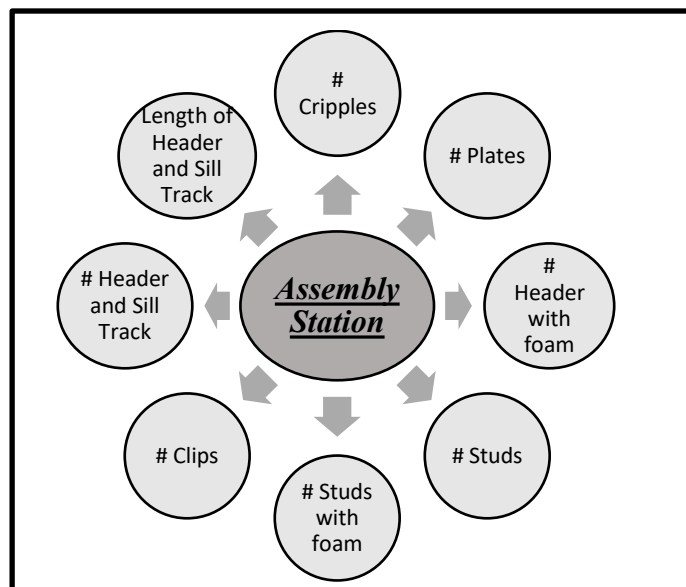 #
Cripples
# Plates
#
Header
with
foam
# Studs
# Studs
with
foam
# Clips
# Header
and Sill
Track
Length of
Header
and Sill
Track
Assembly
Station